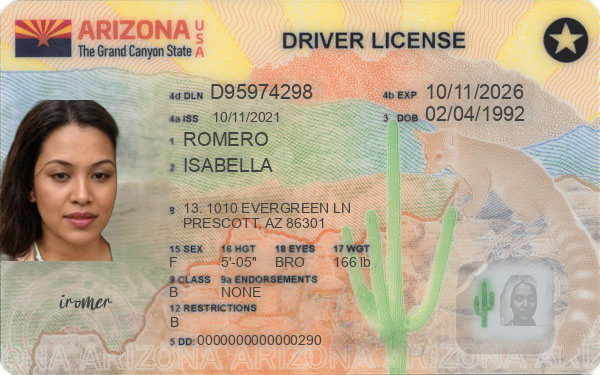 ARIZONA USA
The Grand Canyon State
DRIVER LICENSE
4d DLN D95974298
4b EXP 10/11/2026
4a ISS 10/11/2021
3 DOB 02/04/1992
1 ROMERO
2 ISABELLA
8 13. 1010 EVERGREEN LN
PRESCOTT, AZ 86301
15 SEX 16 HGT 18 EYES 17 WGT
F 5'-05" BRO 166 lb
9 CLASS 9a ENDORSEMENTS
B NONE
12 RESTRICTIONS
B
5 DD: 0000000000000290
iromer
ONA ARIZONA ARIZONA ARIZONA ARIZONA ARIZ